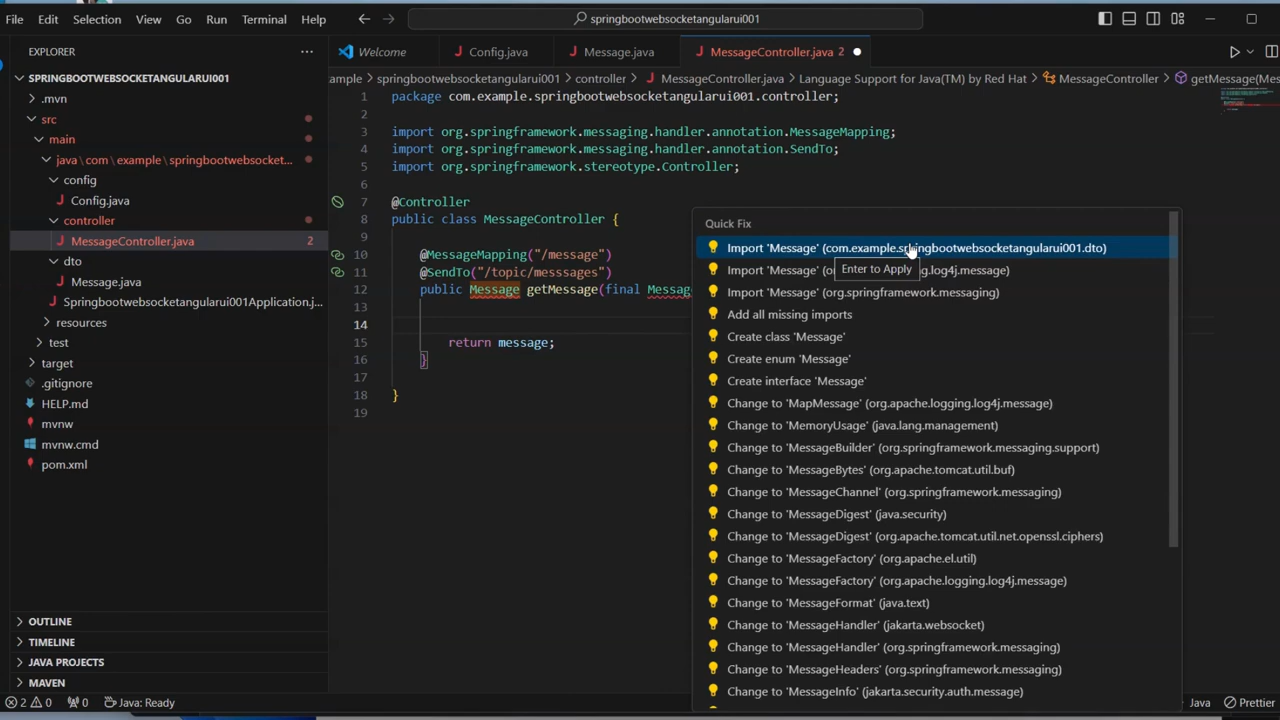 File Edit Selection View Go Run Terminal Help springbootwebsocketangularui001
EXPLORER
SPRINGBOOTWEBSOCKETANGULARUI001
.mvn
src
main
java\com\example\springbootwebsocket...
config
Config.java
controller
MessageController.java 2
dto
Message.java
Springbootwebsocketangularui001Application.j...
resources
test
target
.gitignore
HELP.md
mvnw
mvnw.cmd
pom.xml
OUTLINE
TIMELINE
JAVA PROJECTS
MAVEN
Welcome Config.java Message.java MessageController.java 2
ample > springbootwebsocketangularui001 > controller > MessageController.java > Language Support for Java(TM) by Red Hat > MessageController > getMessage(Mes
1 package com.example.springbootwebsocketangularui001.controller;
2
3 import org.springframework.messaging.handler.annotation.MessageMapping;
4 import org.springframework.messaging.handler.annotation.SendTo;
5 import org.springframework.stereotype.Controller;
6
7 @Controller
8 public class MessageController {
9
10 @MessageMapping("/message")
11 @SendTo("/topic/messsages")
12 public Message getMessage(final Messag
13
14
15 return message;
16 }
17
18 }
19
Quick Fix
Import 'Message' (com.example.springbootwebsocketangularui001.dto)
Enter to Apply
Import 'Message' (or .log4j.message)
Import 'Message' (org.springframework.messaging)
Add all missing imports
Create class 'Message'
Create enum 'Message'
Create interface 'Message'
Change to 'MapMessage' (org.apache.logging.log4j.message)
Change to 'MemoryUsage' (java.lang.management)
Change to 'MessageBuilder' (org.springframework.messaging.support)
Change to 'MessageBytes' (org.apache.tomcat.util.buf)
Change to 'MessageChannel' (org.springframework.messaging)
Change to 'MessageDigest' (java.security)
Change to 'MessageDigest' (org.apache.tomcat.util.net.openssl.ciphers)
Change to 'MessageFactory' (org.apache.el.util)
Change to 'MessageFactory' (org.apache.logging.log4j.message)
Change to 'MessageFormat' (java.text)
Change to 'MessageHandler' (jakarta.websocket)
Change to 'MessageHandler' (org.springframework.messaging)
Change to 'MessageHeaders' (org.springframework.messaging)
Change to 'MessageInfo' (jakarta.security.auth.message)
2 0 0 Java: Ready Java Prettier